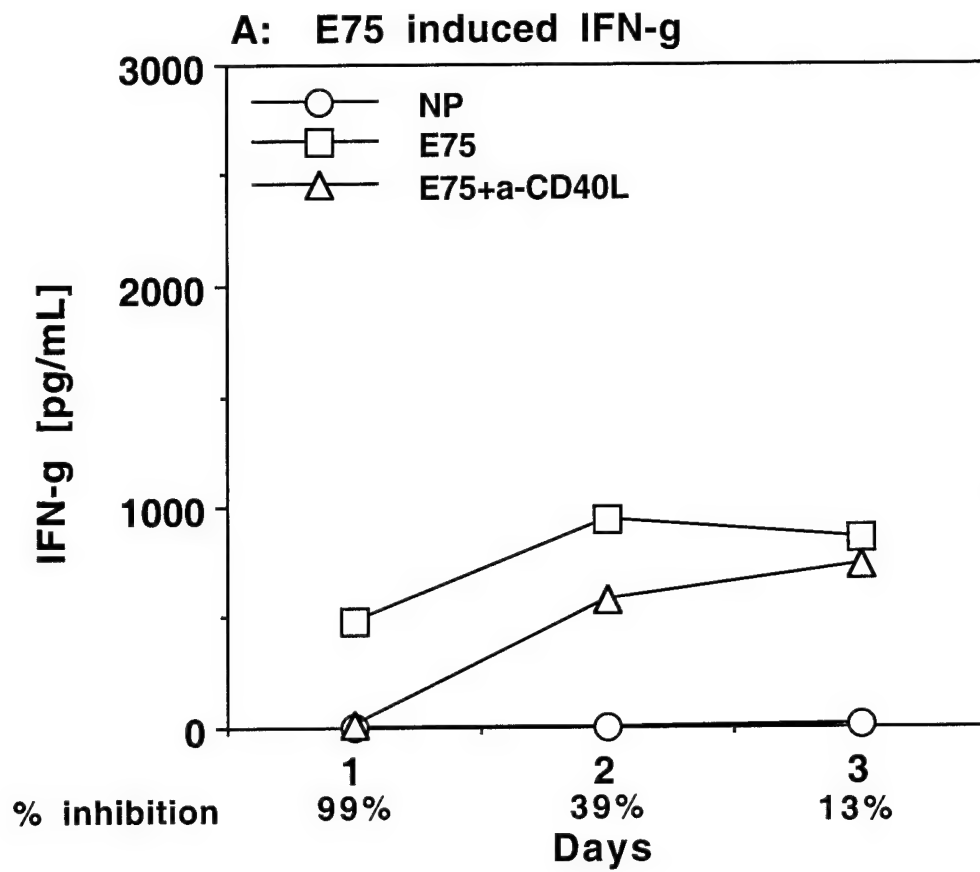 A: E75 induced IFN-g
3000
NP
E75
E75+a-CD40L
2000
IFN-g [pg/mL]
1000
0
1 2 3
% inhibition 99% 39% 13%
Days